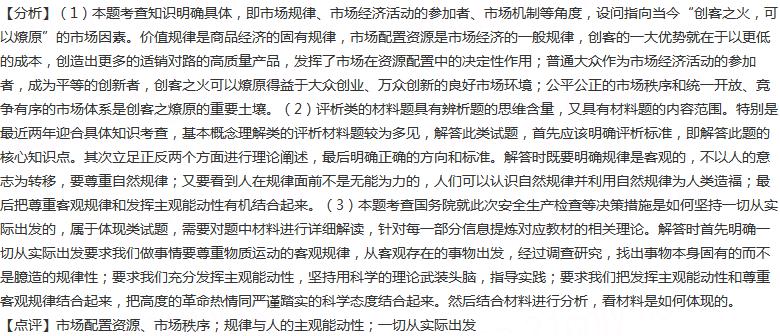 【分析】（1）本题考查知识明确具体，即市场规律、市场经济活动的参加者、市场机制等角度，设问指向当今“创客之火，可
以燎原”的市场因素。价值规律是商品经济的固有规律，市场配置资源是市场经济的一般规律，创客的一大优势就在于以更低
的成本，创造出更多的适销对路的高质量产品，发挥了市场在资源配置中的决定性作用；普通大众作为市场经济活动的参加
者，成为平等的创新者，创客之火可以燎原得益于大众创业、万众创新的良好市场环境；公平公正的市场秩序和统一开放、竞
争有序的市场体系是创客之燎原的重要土壤。（2）评析类的材料题具有辨析题的思维含量，又具有材料题的内容范围。特别是
最近两年迎合具体知识考查，基本概念理解类的评析材料题较为多见，解答此类试题，首先应该明确评析标准，即解答此题的
核心知识点。其次立足正反两个方面进行理论阐述，最后明确正确的方向和标准。解答时既要明确规律是客观的，不以人的意
志为转移，要尊重自然规律；又要看到人在规律面前不是无能为力的，人们可以认识自然规律并利用自然规律为人类造福；最
后把尊重客观规律和发挥主观能动性有机结合起来。（3）本题考查国务院就此次安全生产检查等决策措施是如何坚持一切从实
际出发的，属于体现类试题，需要对题中材料进行详细解读，针对每一部分信息提炼对应教材的相关理论。解答时首先明确一
切从实际出发要求我们做事情要尊重物质运动的客观规律，从客观存在的事物出发，经过调查研究，找出事物本身固有的而不
是臆造的规律性；要求我们充分发挥主观能动性，坚持用科学的理论武装头脑，指导实践；要求我们把发挥主观能动性和尊重
客观规律结合起来，把高度的革命热情同严谨踏实的科学态度结合起来。然后结合材料进行分析，看材料是如何体现的。
【点评】市场配置资源、市场秩序；规律与人的主观能动性；一切从实际出发